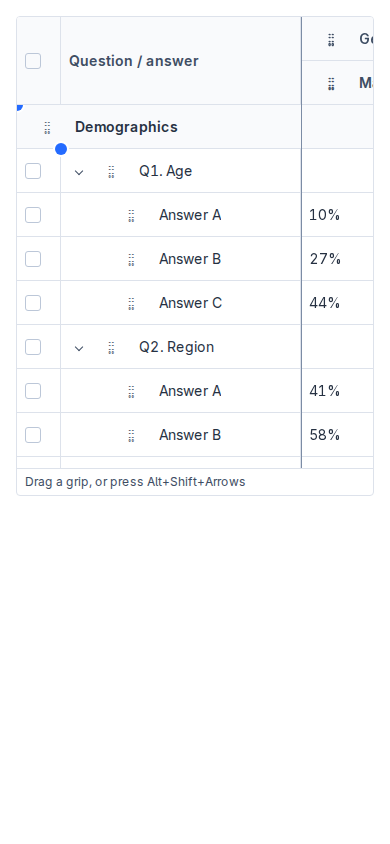 Question / answer
Demographics
Q1. Age
Answer A 10%
Answer B 27%
Answer C 44%
Q2. Region
Answer A 41%
Answer B 58%
Drag a grip, or press Alt+Shift+Arrows